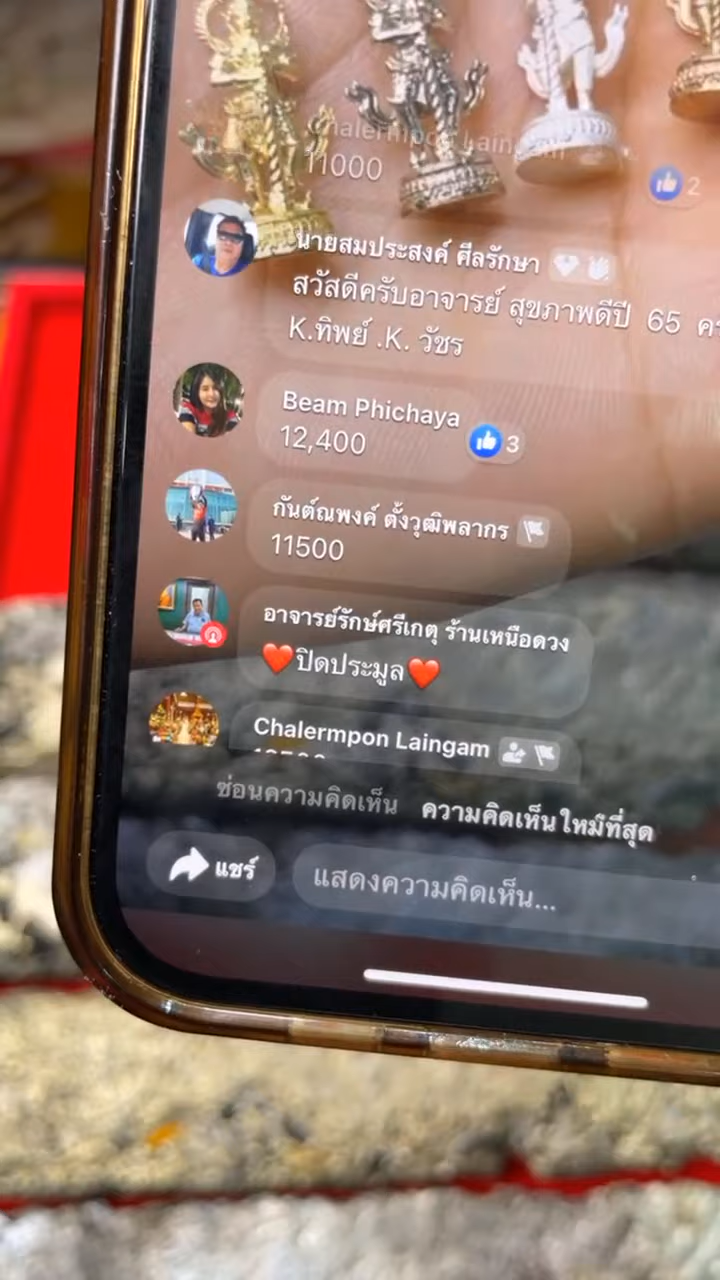 Chalermpon Laingam
11000
2
นายสมประสงค์ ศีลรักษา
สวัสดีครับอาจารย์ สุขภาพดีปี 65
K.ทิพย์ .K. วัชร
Beam Phichaya
12,400
3
กันต์ณพงศ์ ตั้งวุฒิพลากร
11500
อาจารย์รักษ์ศรีเกตุ ร้านเหนือดวง
❤️ปิดประมูล❤️
Chalermpon Laingam
ซ่อนความคิดเห็น ความคิดเห็นใหม่ที่สุด
แชร์ แสดงความคิดเห็น...